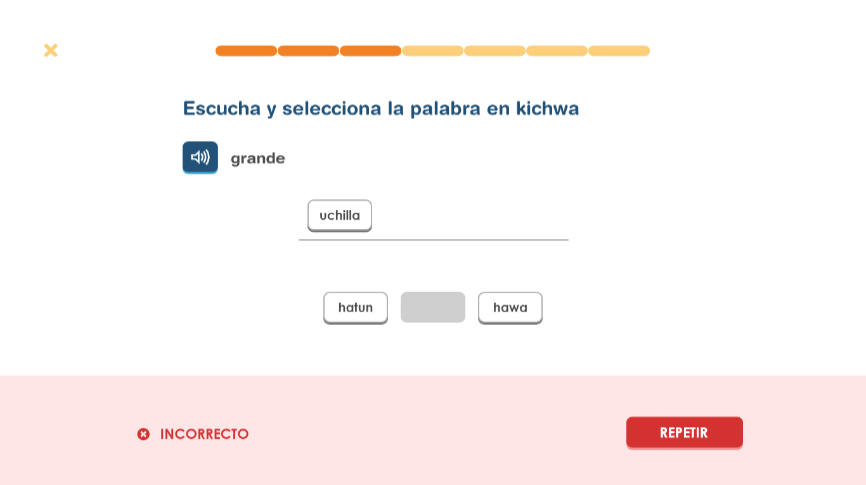 Escucha y selecciona la palabra en kichwa
grande
uchilla
hatun hawa
INCORRECTO REPETIR